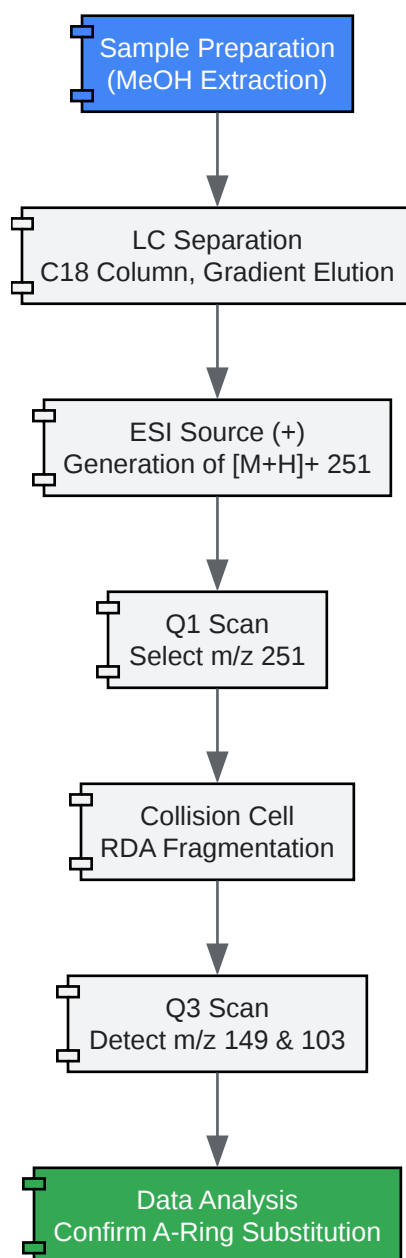 Sample Preparation
(MeOH Extraction)
LC Separation
C18 Column, Gradient Elution
ESI Source (+)
Generation of [M+H]+ 251
Q1 Scan
Select m/z 251
Collision Cell
RDA Fragmentation
Q3 Scan
Detect m/z 149 & 103
Data Analysis
Confirm A-Ring Substitution